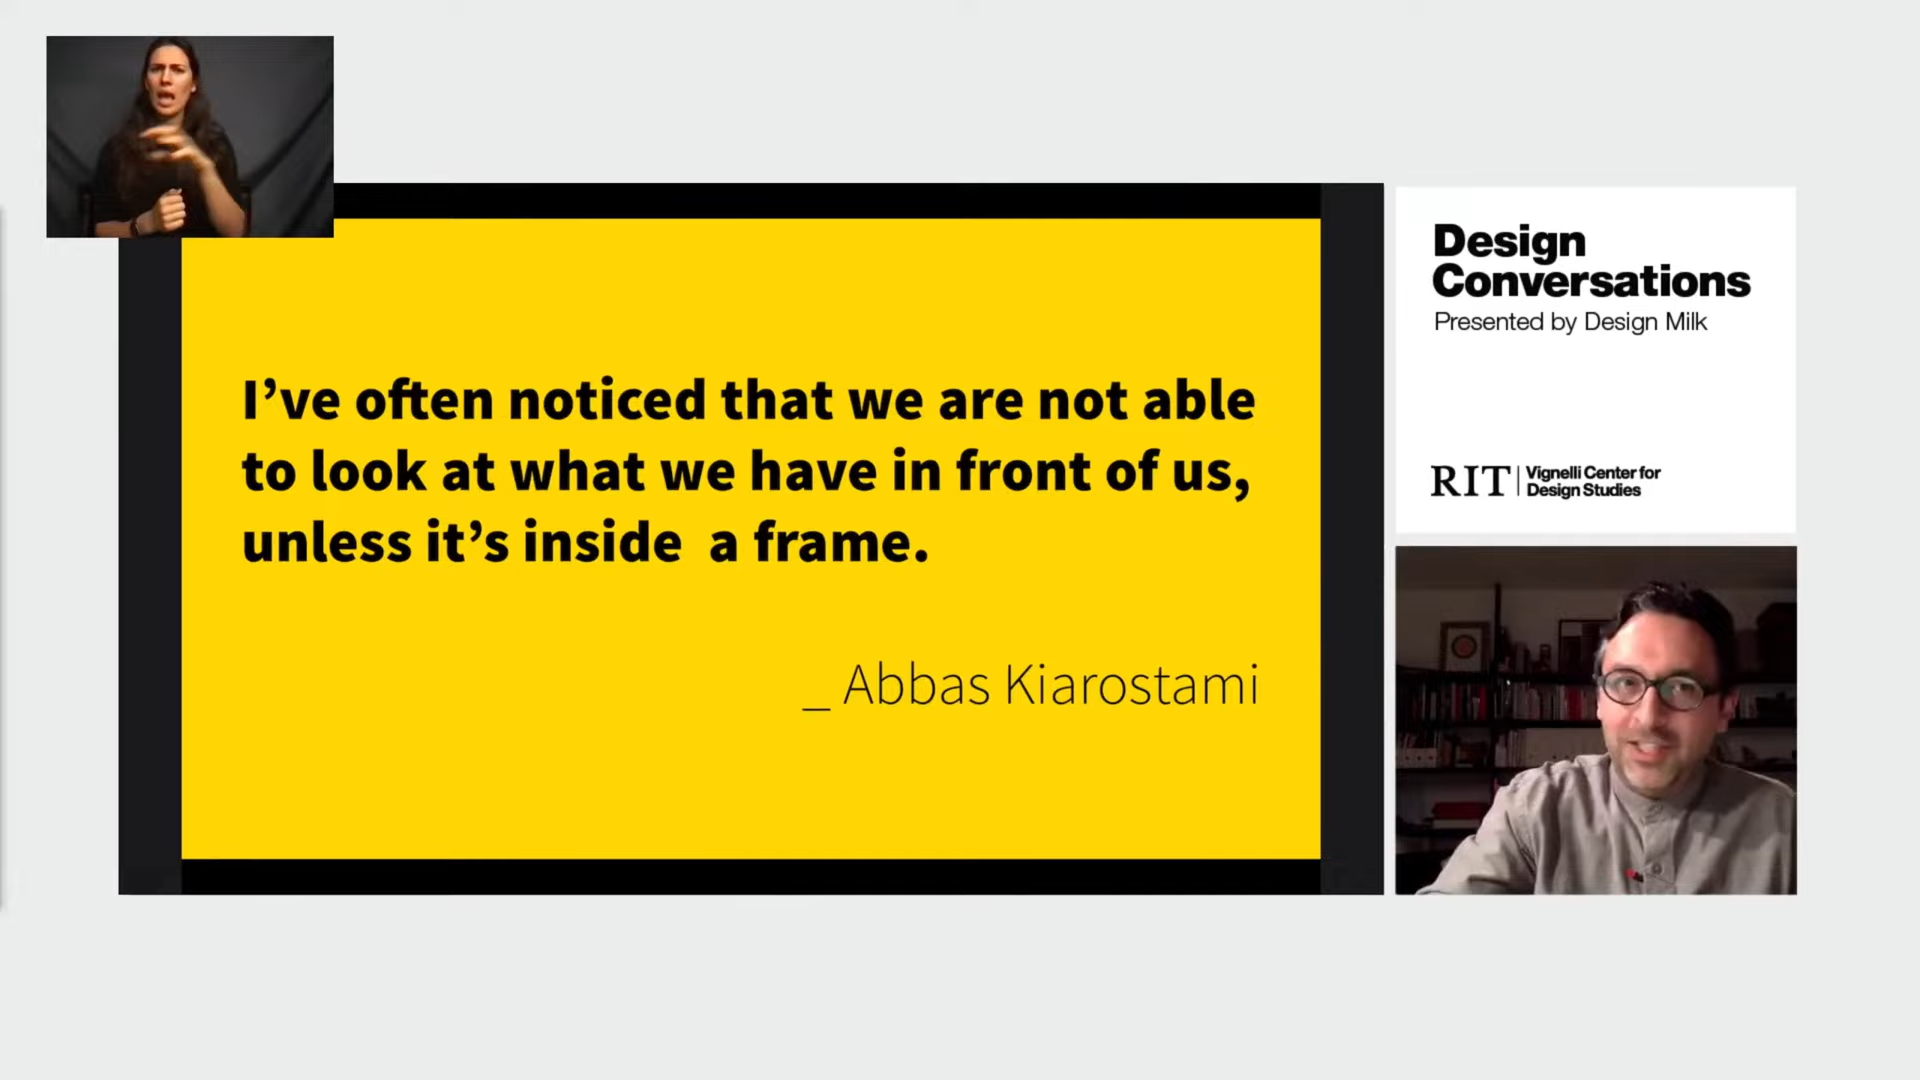 I’ve often noticed that we are not able
to look at what we have in front of us,
unless it’s inside  a frame.
_ Abbas Kiarostami
Design
Conversations
Presented by Design Milk
RIT | Vignelli Center for
Design Studies